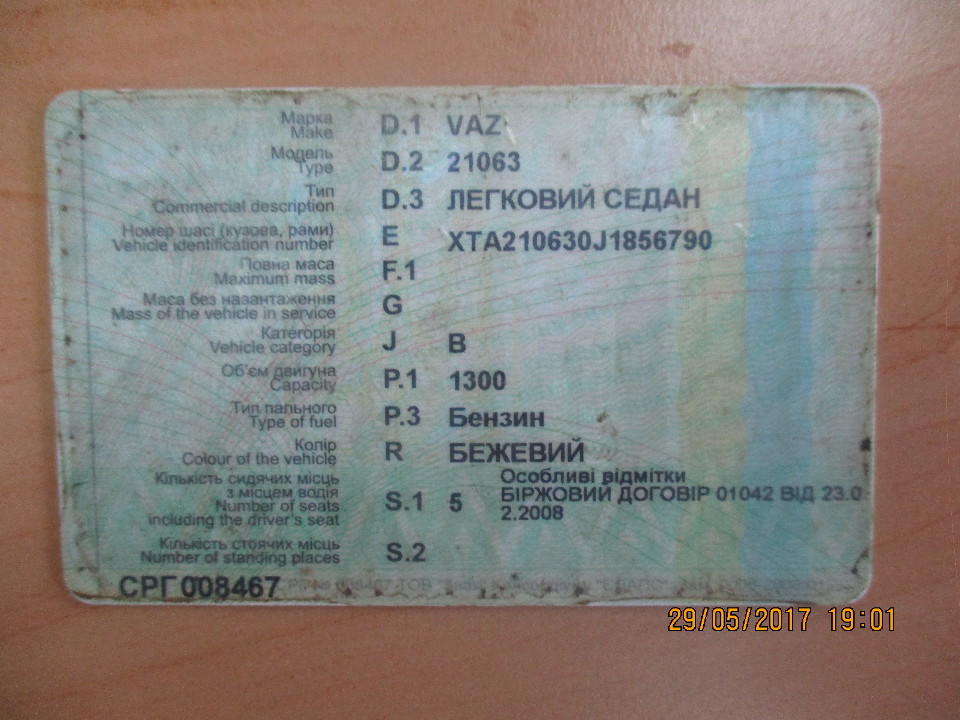 Марка D.1 VAZ
Make
Модель D.2 21063
Type
Тип D.3 ЛЕГКОВИЙ СЕДАН
Commercial description
Номер шасі (кузова, рами) E XTA210630J1856790
Vehicle identification number
Повна маса F.1
Maximum mass
Маса без навантаження G
Mass of the vehicle in service
Категорія J B
Vehicle category
Об'єм двигуна P.1 1300
Capacity
Тип пального P.3 Бензин
Type of fuel
Колір R БЕЖЕВИЙ
Colour of the vehicle
Кількість сидячих місць Особливі відмітки
з місцем водія S.1 5 БІРЖОВИЙ ДОГОВІР 01042 ВІД 23.0
Number of seats 2.2008
including the driver's seat
Кількість стоячих місць S.2
Number of standing places
СРГ008467
29/05/2017 19:01